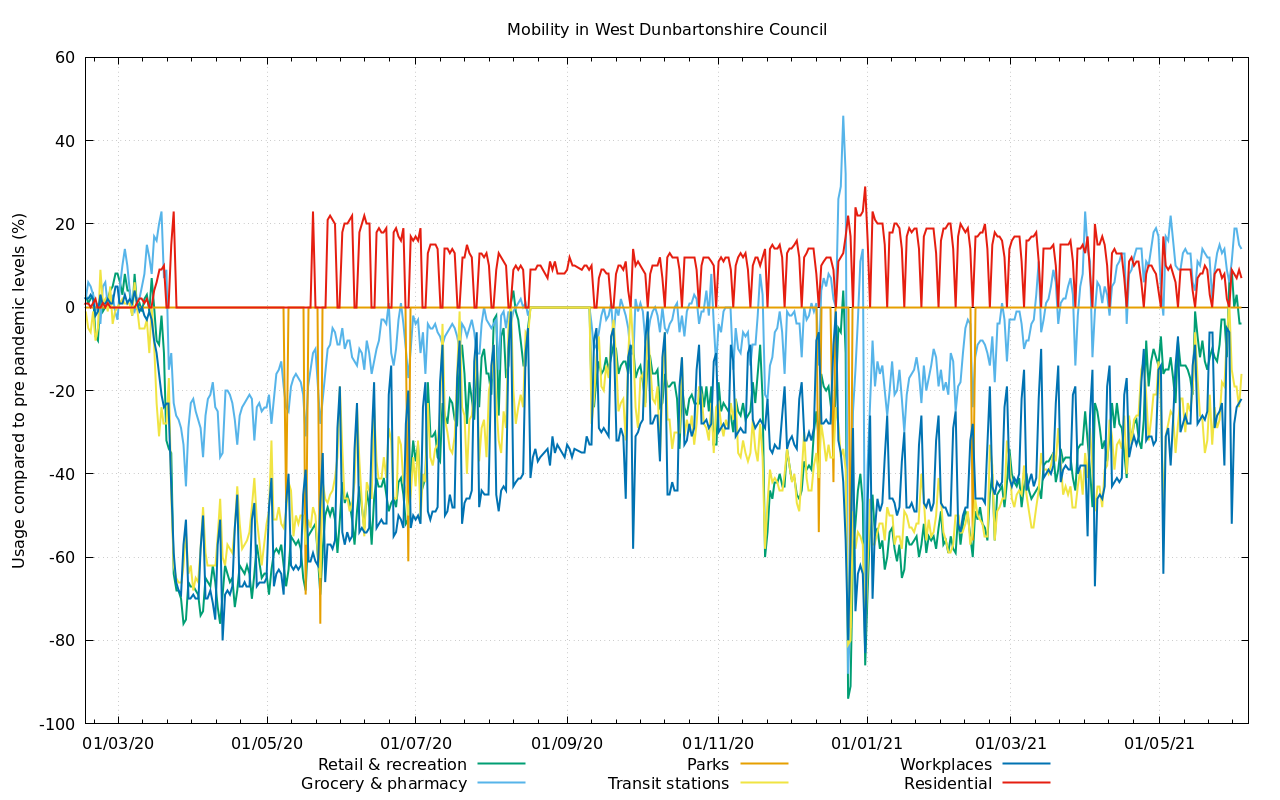 Mobility in West Dunbartonshire Council
Usage compared to pre pandemic levels (%)
60
40
20
0
-20
-40
-60
-80
-100
01/03/20 01/05/20 01/07/20 01/09/20 01/11/20 01/01/21 01/03/21 01/05/21
Retail & recreation Parks Workplaces
Grocery & pharmacy Transit stations Residential